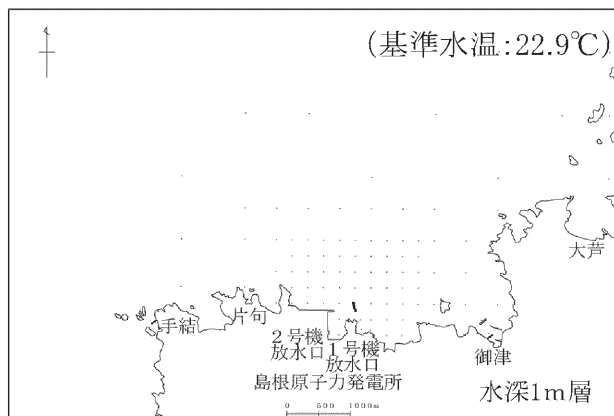 (基準水温:22.9℃)
大芦
手結
片句
2号機
放水口
1号機
放水口
御津
島根原子力発電所
水深1m層
0 500 1000m